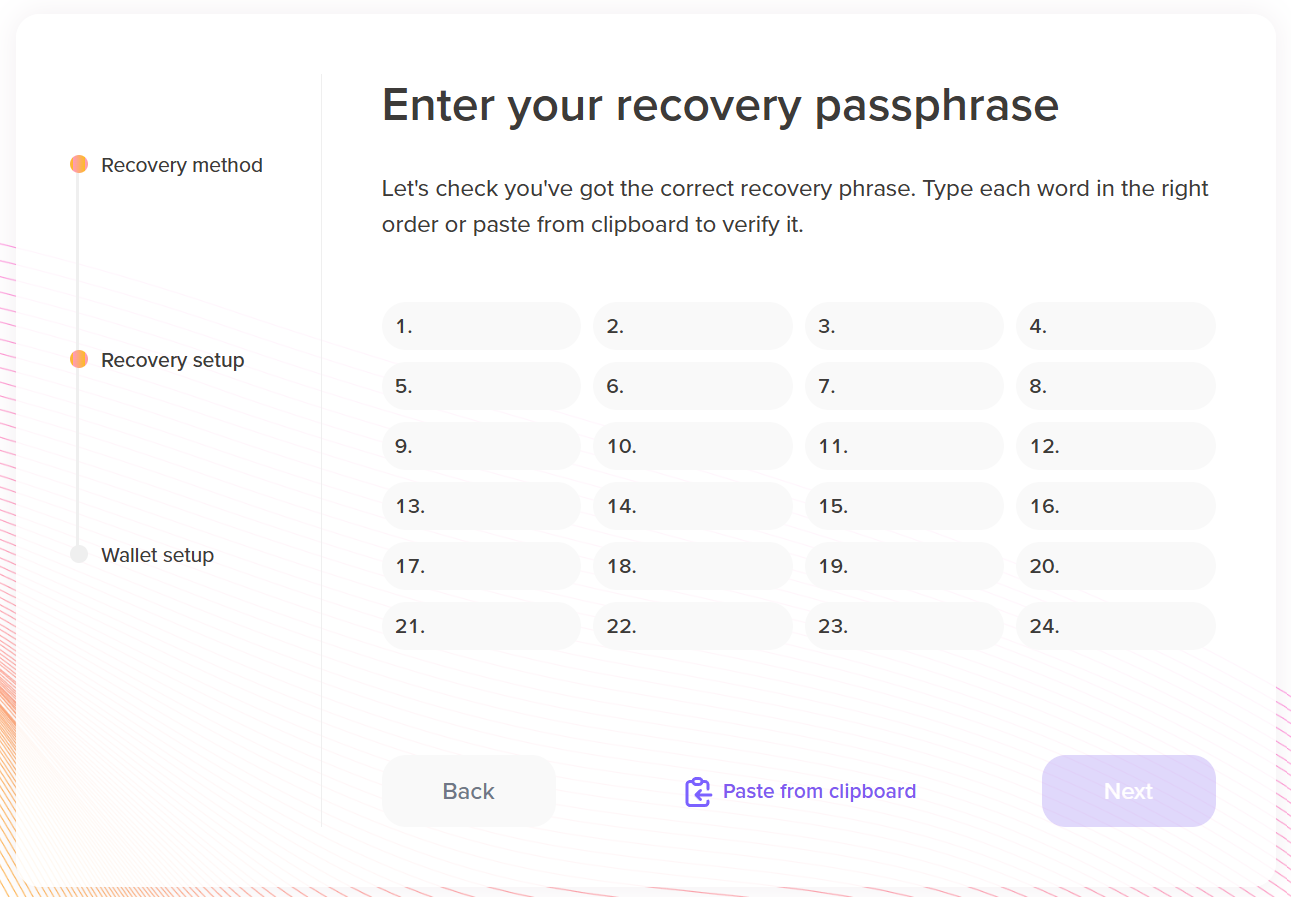 Enter your recovery passphrase
Recovery method
Let's check you've got the correct recovery phrase. Type each word in the right
order or paste from clipboard to verify it.
1. 2. 3. 4.
Recovery setup
5. 6. 7. 8.
9. 10. 11. 12.
13. 14. 15. 16.
Wallet setup
17. 18. 19. 20.
21. 22. 23. 24.
Back Paste from clipboard Next